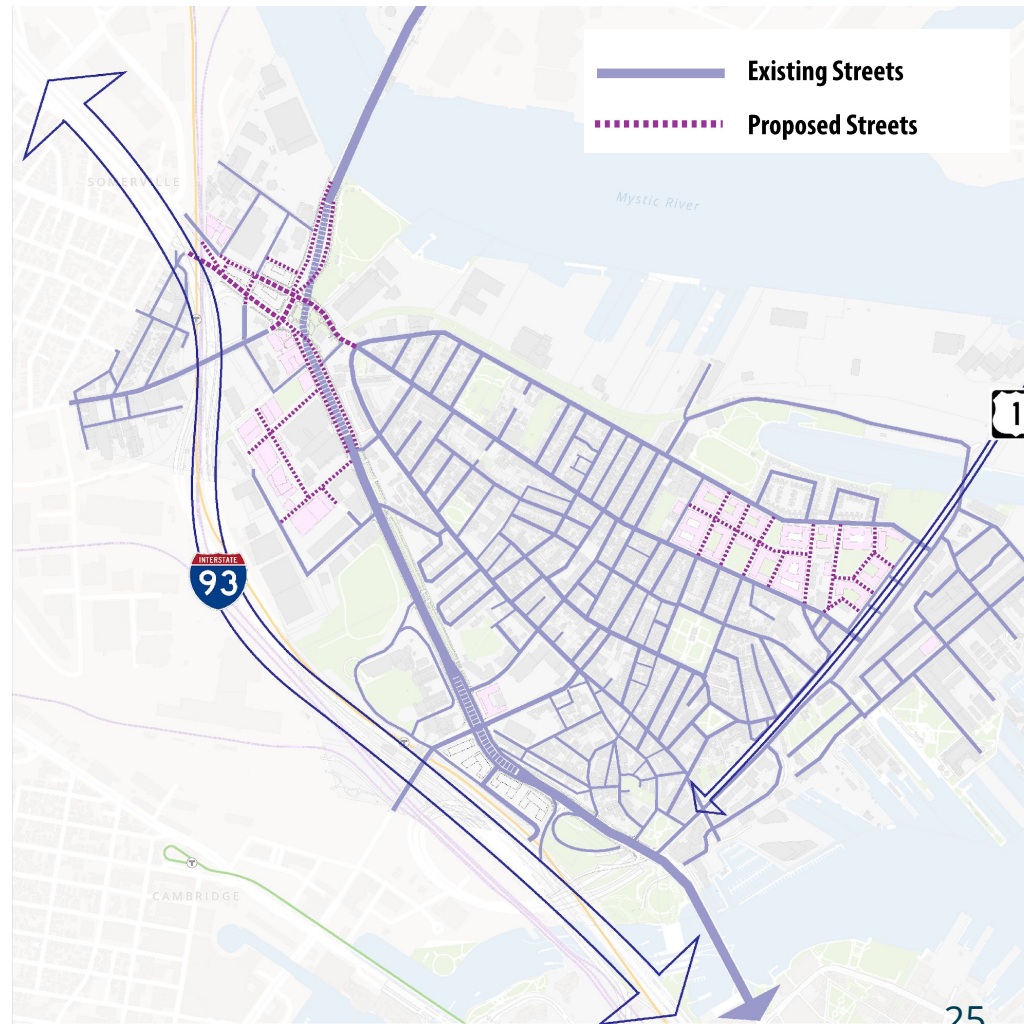 Existing Streets
Proposed Streets
SOMERVILLE
Mystic River
T
1
INTERSTATE
93
T
T
CAMBRIDGE
25